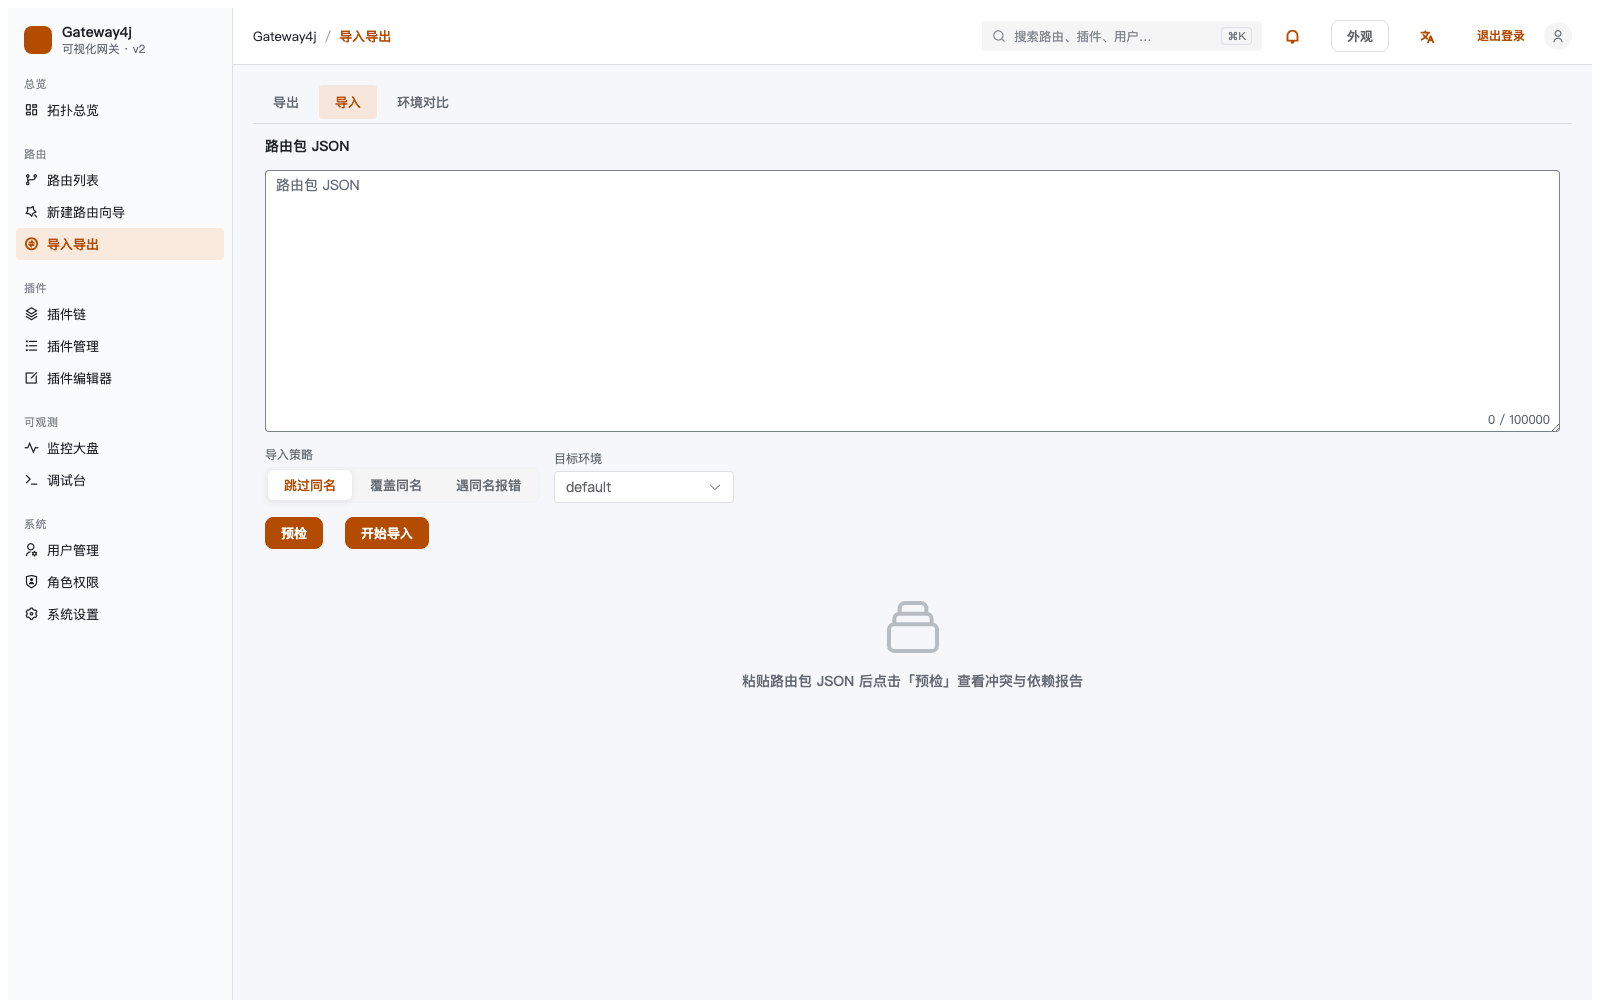 Gateway4j
可视化网关 · v2
总览
拓扑总览
路由
路由列表
新建路由向导
导入导出
插件
插件链
插件管理
插件编辑器
可观测
监控大盘
调试台
系统
用户管理
角色权限
系统设置
Gateway4j / 导入导出
搜索路由、插件、用户... ⌘K
外观
退出登录
导出 导入 环境对比
路由包 JSON
路由包 JSON
0 / 100000
导入策略
跳过同名 覆盖同名 遇同名报错
目标环境
default
预检 开始导入
粘贴路由包 JSON 后点击「预检」查看冲突与依赖报告